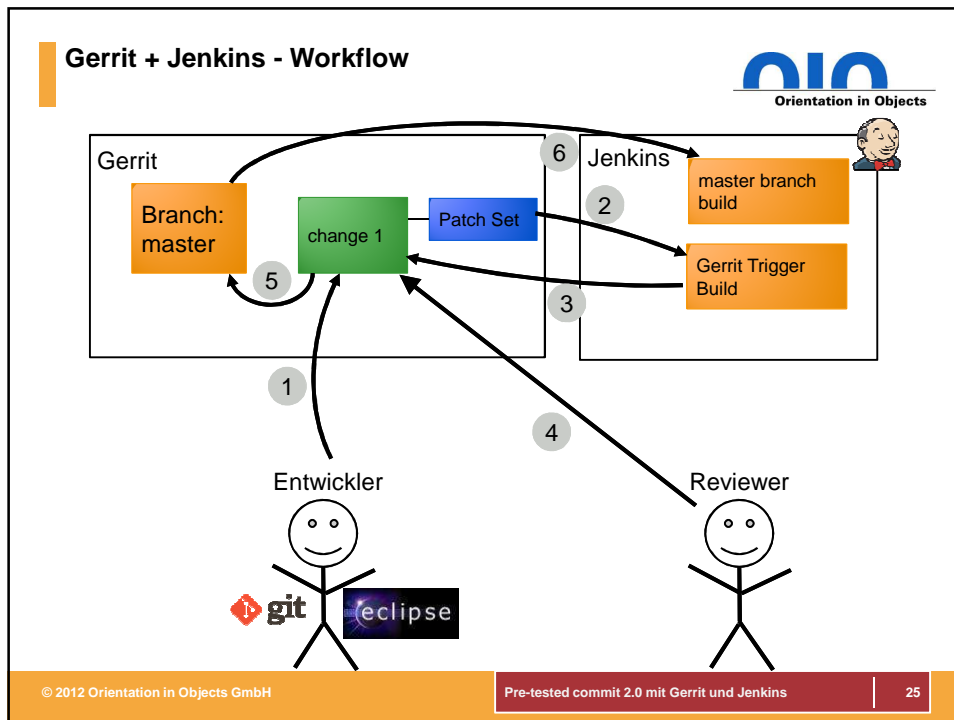 Gerrit + Jenkins - Workflow
OIO
Orientation in Objects
Gerrit
6
Jenkins
Branch:
master
change 1
Patch Set
2
master branch
build
Gerrit Trigger
Build
5
3
1
4
Entwickler
Reviewer
git
eclipse
© 2012 Orientation in Objects GmbH
Pre-tested commit 2.0 mit Gerrit und Jenkins
25